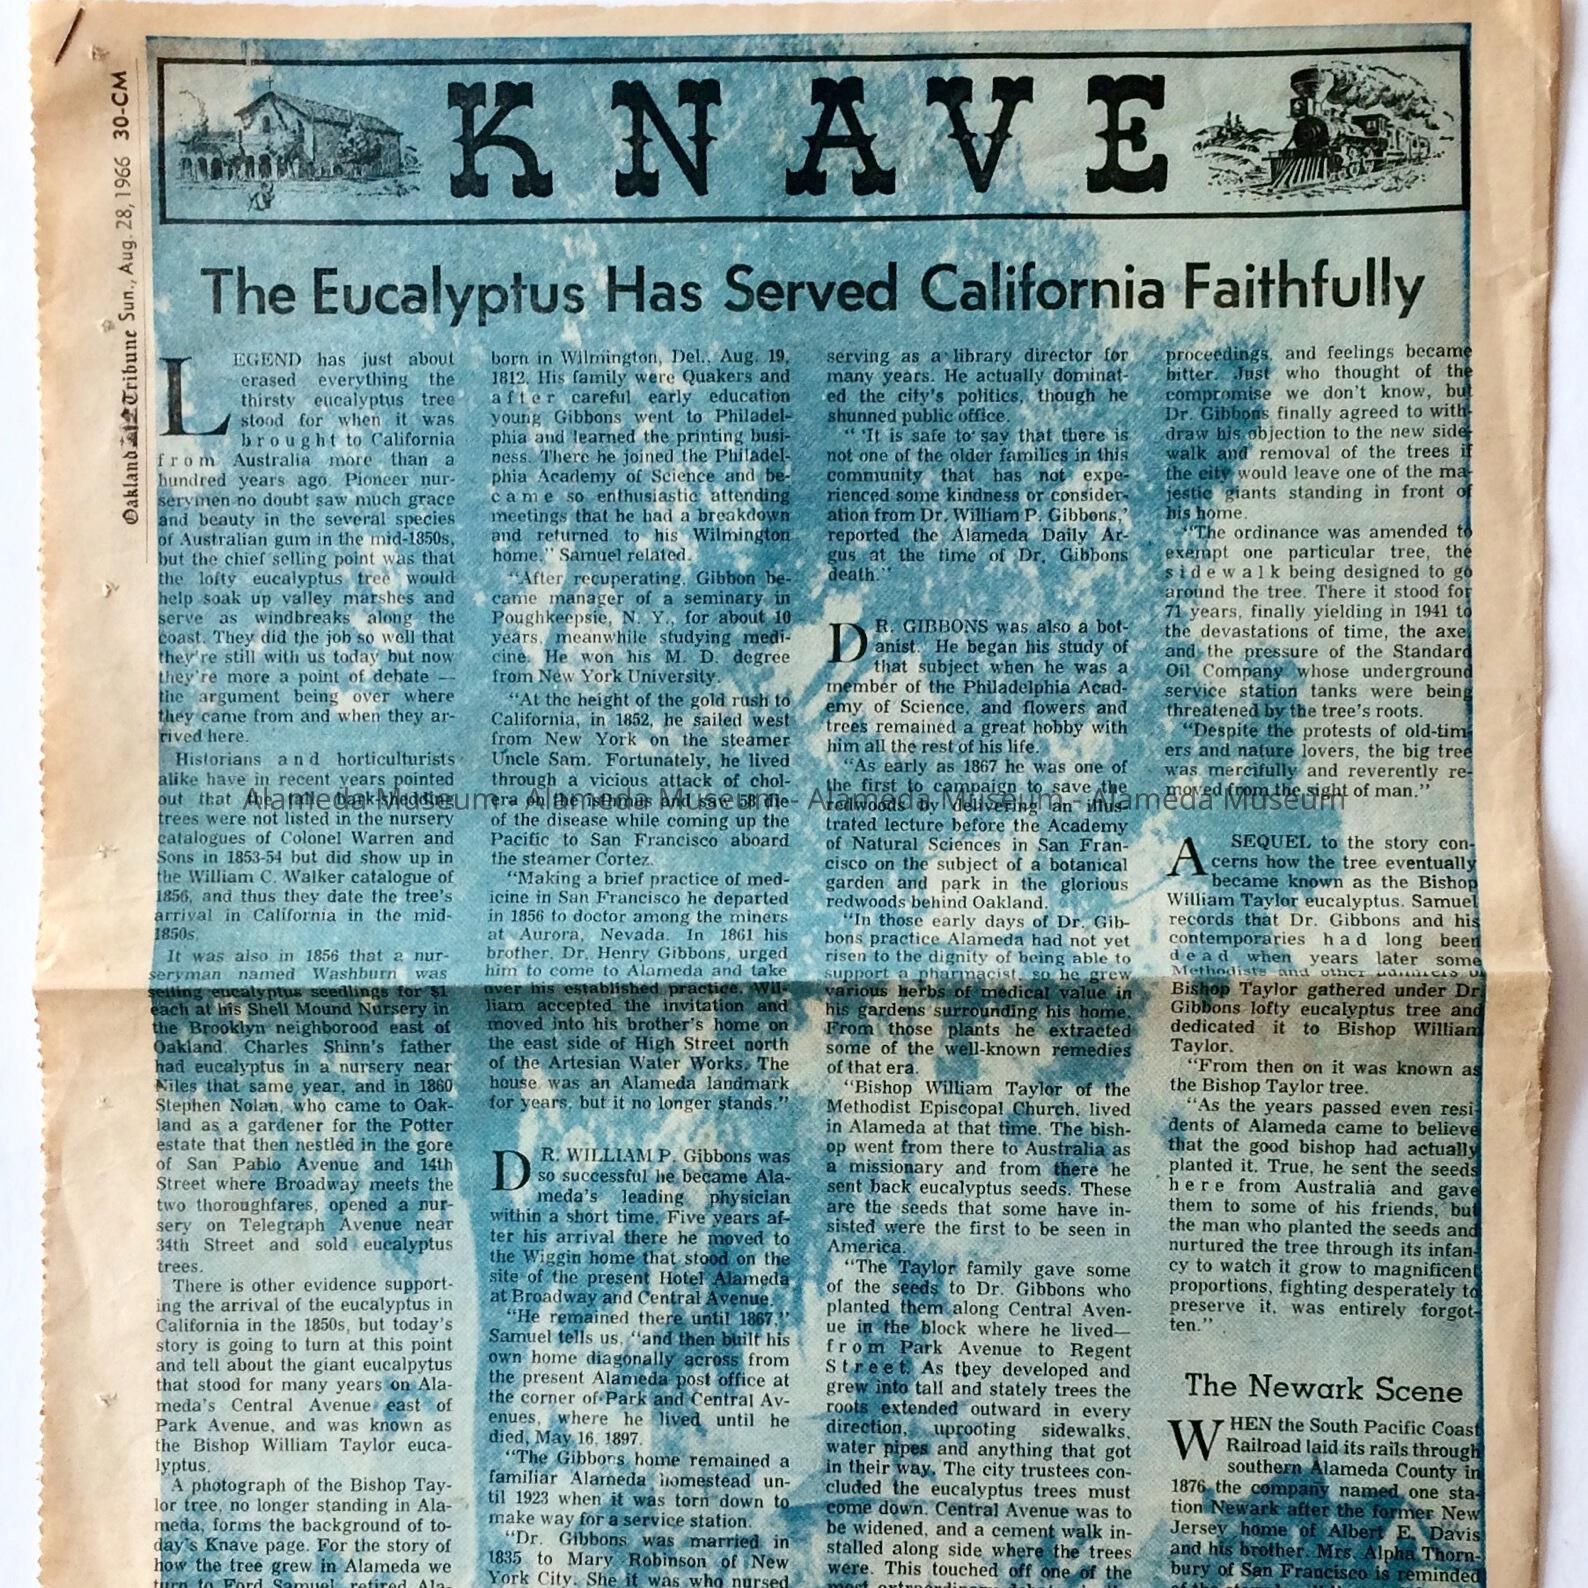 Oakland Tribune Sun., Aug. 28, 1966 30-CM
KNAVE
The Eucalyptus Has Served California Faithfully
LEGEND has just about
erased everything the
thirsty eucalyptus tree
stood for when it was
brought to California
from Australia more than a
hundred years ago. Pioneer nur-
serymen no doubt saw much grace
and beauty in the several species
of Australian gum in the mid-1850s,
but the chief selling point was that
the lofty eucalyptus tree would
help soak up valley marshes and
serve as windbreaks along the
coast. They did the job so well that
they're still with us today but now
they're more a point of debate —
the argument being over where
they came from and when they ar-
rived here.
Historians and horticulturists
alike have in recent years pointed
out that
trees were not listed in the nursery
catalogues of Colonel Warren and
Sons in 1853-54 but did show up in
the William C. Walker catalogue of
1856, and thus they date the tree's
arrival in California in the mid-
1850s.
It was also in 1856 that a nur-
seryman named Washburn was
selling eucalyptus seedlings for $1
each at his Shell Mound Nursery in
the Brooklyn neighborood east of
Oakland. Charles Shinn's father
had eucalyptus in a nursery near
Niles that same year, and in 1860
Stephen Nolan, who came to Oak-
land as a gardener for the Potter
estate that then nestled in the gore
of San Pablo Avenue and 14th
Street where Broadway meets the
two thoroughfares, opened a nur-
sery on Telegraph Avenue near
34th Street and sold eucalyptus
trees.
There is other evidence support-
ing the arrival of the eucalyptus in
California in the 1850s, but today's
story is going to turn at this point
and tell about the giant eucalpytus
that stood for many years on Ala-
meda's Central Avenue east of
Park Avenue, and was known as
the Bishop William Taylor euca-
lyptus.
A photograph of the Bishop Tay-
lor tree, no longer standing in Ala-
meda, forms the background of to-
day's Knave page. For the story of
how the tree grew in Alameda we
turn to Ford Samuel, retired Ala-
born in Wilmington, Del., Aug. 19,
1812. His family were Quakers and
after careful early education
young Gibbons went to Philadel-
phia and learned the printing busi-
ness. There he joined the Philadel-
phia Academy of Science and be-
came so enthusiastic attending
meetings that he had a breakdown
and returned to his Wilmington
home." Samuel related.
"After recuperating, Gibbon be-
came manager of a seminary in
Poughkeepsie, N. Y., for about 10
years, meanwhile studying medi-
cine. He won his M. D. degree
from New York University.
"At the height of the gold rush to
California, in 1852, he sailed west
from New York on the steamer
Uncle Sam. Fortunately, he lived
through a vicious attack of chol-
era on the isthmus and saw 58 die
of the disease while coming up the
Pacific to San Francisco aboard
the steamer Cortez.
"Making a brief practice of med-
icine in San Francisco he departed
in 1856 to doctor among the miners
at Aurora, Nevada. In 1861 his
brother, Dr. Henry Gibbons, urged
him to come to Alameda and take
over his established practice. Wil-
liam accepted the invitation and
moved into his brother's home on
the east side of High Street north
of the Artesian Water Works. The
house was an Alameda landmark
for years, but it no longer stands."
DR. WILLIAM P. Gibbons was
so successful he became Ala-
meda's leading physician
within a short time. Five years af-
ter his arrival there he moved to
the Wiggin home that stood on the
site of the present Hotel Alameda
at Broadway and Central Avenue.
"He remained there until 1867,"
Samuel tells us, "and then built his
own home diagonally across from
the present Alameda post office at
the corner of Park and Central Av-
enues, where he lived until he
died, May 16, 1897.
"The Gibbons home remained a
familiar Alameda homestead un-
til 1923 when it was torn down to
make way for a service station.
"Dr. Gibbons was married in
1835 to Mary Robinson of New
York City. She it was who nursed
serving as a library director for
many years. He actually dominat-
ed the city's politics, though he
shunned public office.
" 'It is safe to say that there is
not one of the older families in this
community that has not expe-
rienced some kindness or consider-
ation from Dr. William P. Gibbons,'
reported the Alameda Daily Ar-
gus at the time of Dr. Gibbons
death."
DR. GIBBONS was also a bot-
anist. He began his study of
that subject when he was a
member of the Philadelphia Acad-
emy of Science, and flowers and
trees remained a great hobby with
him all the rest of his life.
"As early as 1867 he was one of
the first to campaign to save the
redwoods by delivering an illus-
trated lecture before the Academy
of Natural Sciences in San Fran-
cisco on the subject of a botanical
garden and park in the glorious
redwoods behind Oakland.
"In those early days of Dr. Gib-
bons practice Alameda had not yet
risen to the dignity of being able to
support a pharmacist, so he grew
various herbs of medical value in
his gardens surrounding his home.
From those plants he extracted
some of the well-known remedies
of that era.
"Bishop William Taylor of the
Methodist Episcopal Church, lived
in Alameda at that time. The bish-
op went from there to Australia as
a missionary and from there he
sent back eucalyptus seeds. These
are the seeds that some have in-
sisted were the first to be seen in
America.
"The Taylor family gave some
of the seeds to Dr. Gibbons who
planted them along Central Aven-
ue in the block where he lived—
from Park Avenue to Regent
Street. As they developed and
grew into tall and stately trees the
roots extended outward in every
direction, uprooting sidewalks,
water pipes and anything that got
in their way. The city trustees con-
cluded the eucalyptus trees must
come down. Central Avenue was to
be widened, and a cement walk in-
stalled along side where the trees
were. This touched off one of the
most extraordinary
proceedings, and feelings became
bitter. Just who thought of the
compromise we don't know, but
Dr. Gibbons finally agreed to with-
draw his objection to the new side-
walk and removal of the trees if
the city would leave one of the ma-
jestic giants standing in front of
his home.
"The ordinance was amended to
exempt one particular tree, the
sidewalk being designed to go
around the tree. There it stood for
71 years, finally yielding in 1941 to
the devastations of time, the axe,
and the pressure of the Standard
Oil Company whose underground
service station tanks were being
threatened by the tree's roots.
"Despite the protests of old-tim-
ers and nature lovers, the big tree
was mercifully and reverently re-
moved from the sight of man."
A SEQUEL to the story con-
cerns how the tree eventually
became known as the Bishop
William Taylor eucalyptus. Samuel
records that Dr. Gibbons and his
contemporaries had long been
dead when years later some
Methodists and other admirers of
Bishop Taylor gathered under Dr.
Gibbons lofty eucalyptus tree and
dedicated it to Bishop William
Taylor.
"From then on it was known as
the Bishop Taylor tree.
"As the years passed even resi-
dents of Alameda came to believe
that the good bishop had actually
planted it. True, he sent the seeds
here from Australia and gave
them to some of his friends, but
the man who planted the seeds and
nurtured the tree through its infan-
cy to watch it grow to magnificent
proportions, fighting desperately to
preserve it, was entirely forgot-
ten."
The Newark Scene
WHEN the South Pacific Coast
Railroad laid its rails through
southern Alameda County in
1876 the company named one sta-
tion Newark after the former New
Jersey home of Albert E. Davis
and his brother. Mrs. Alpha Thorn-
bury of San Francisco is reminded
Alameda Museum - Alameda Museum - Alameda Museum - Alameda Museum